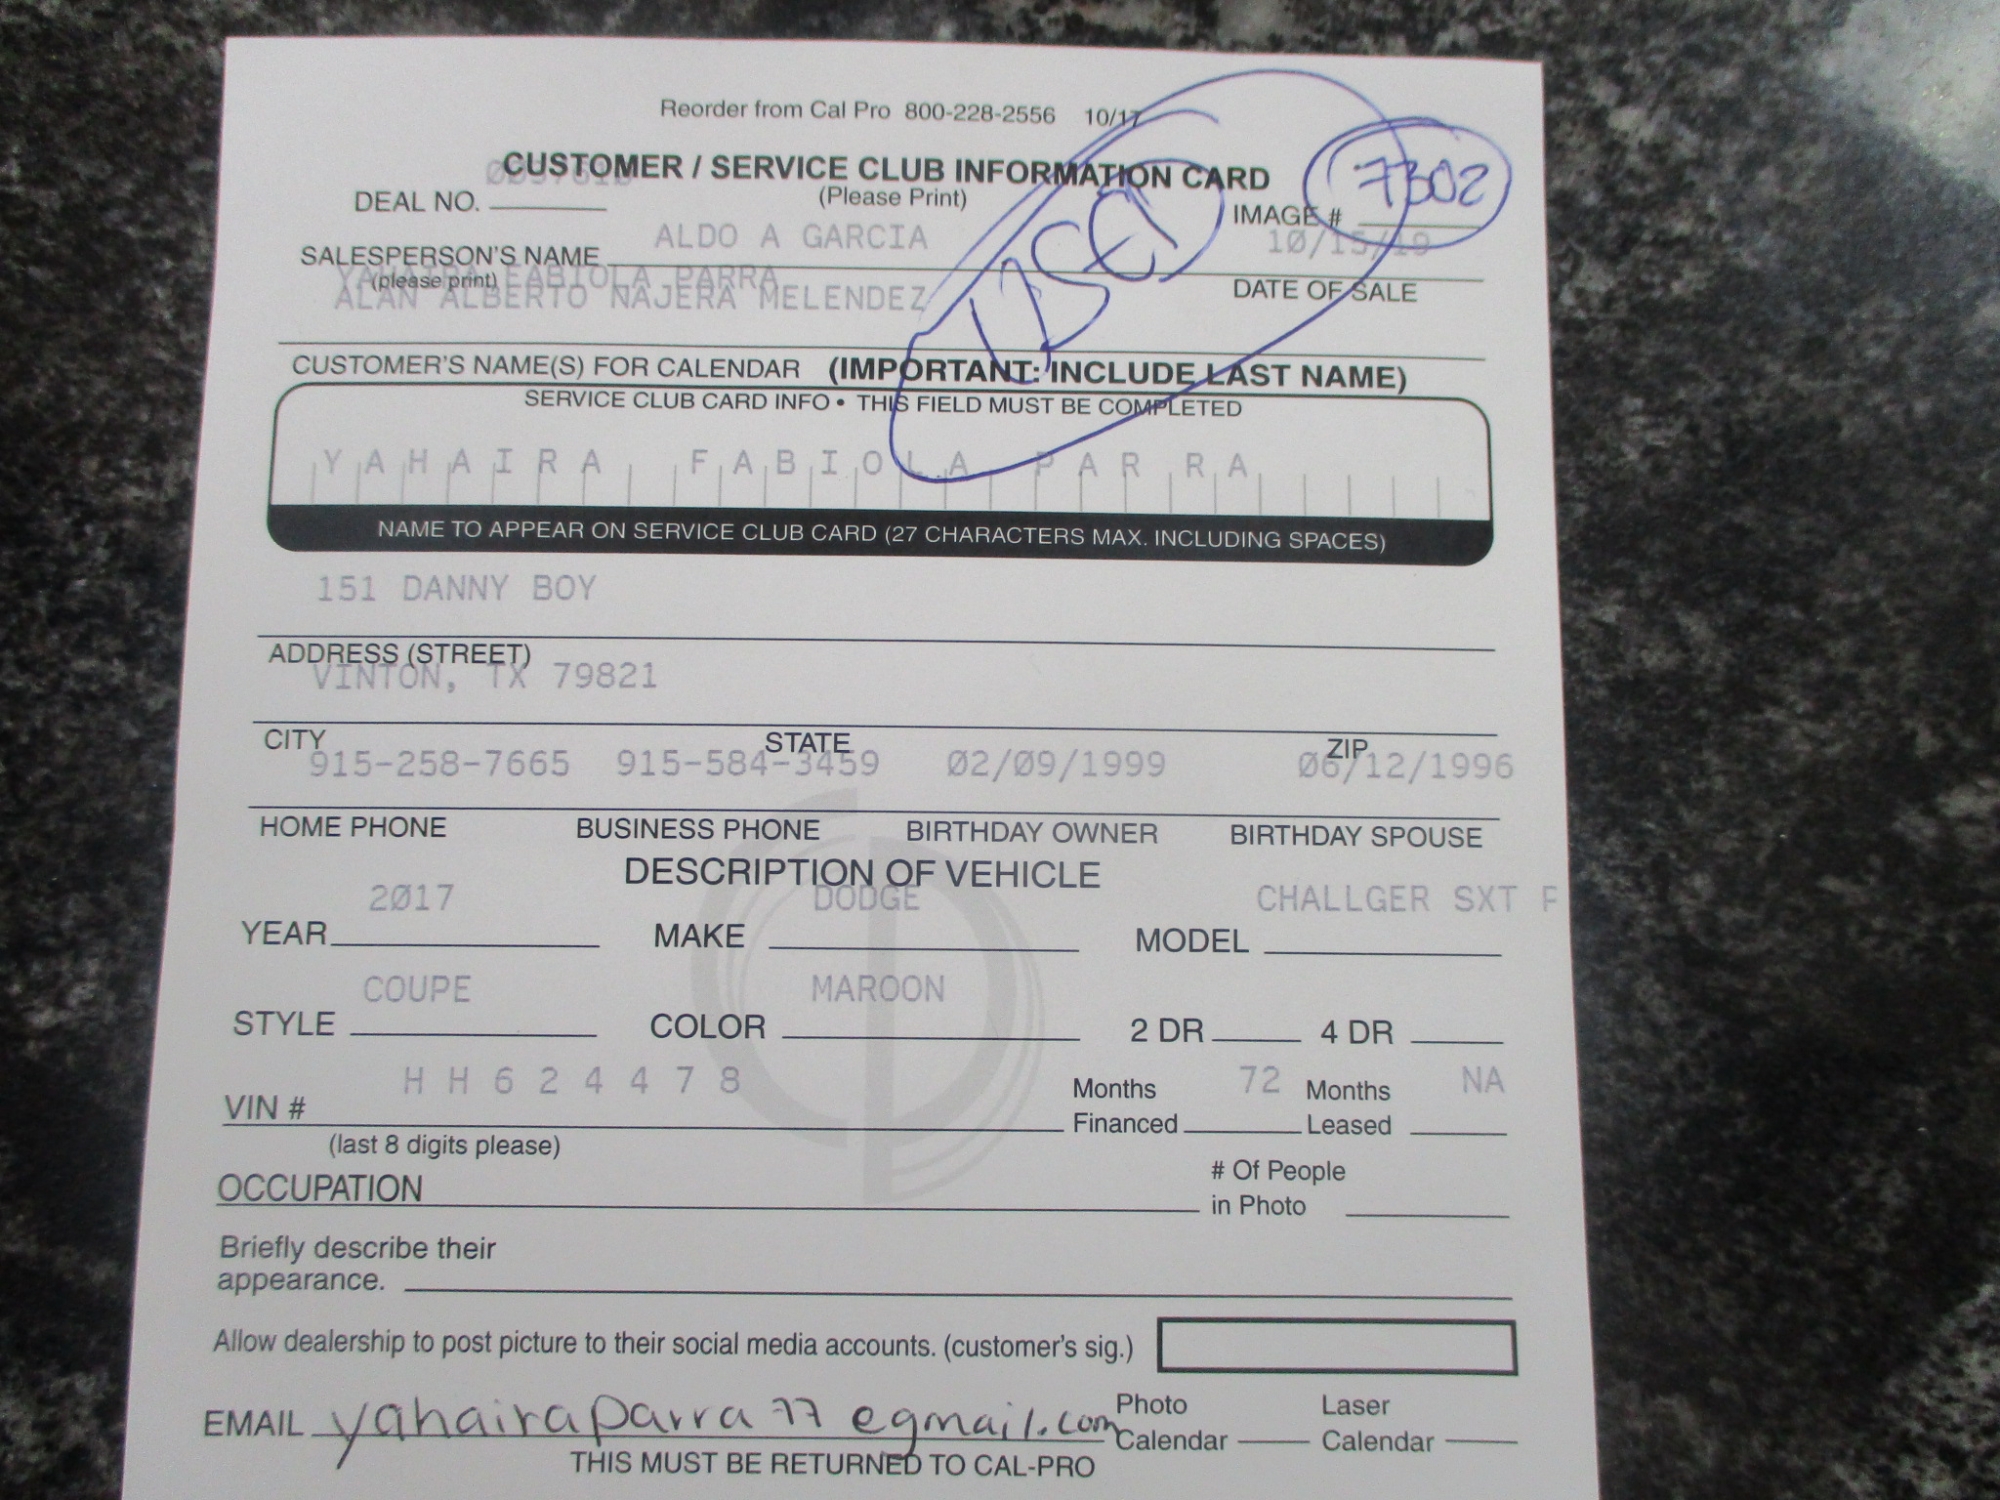 Reorder from Cal Pro 800-228-2556 10/17
CUSTOMER / SERVICE CLUB INFORMATION CARD
(Please Print)
DEAL NO.
IMAGE # 7302
USED
ALDO A GARCIA
10/15/19
SALESPERSON'S NAME
(please print)
DATE OF SALE
YAHAIRA FABIOLA PARRA
ALAN ALBERTO NAJERA MELENDEZ
CUSTOMER'S NAME(S) FOR CALENDAR (IMPORTANT: INCLUDE LAST NAME)
SERVICE CLUB CARD INFO • THIS FIELD MUST BE COMPLETED
YAHAIRA FABIOLA PARRA
NAME TO APPEAR ON SERVICE CLUB CARD (27 CHARACTERS MAX. INCLUDING SPACES)
151 DANNY BOY
ADDRESS (STREET)
VINTON, TX 79821
CITY STATE ZIP
915-258-7665 915-584-3459 02/09/1999 06/12/1996
HOME PHONE BUSINESS PHONE BIRTHDAY OWNER BIRTHDAY SPOUSE
DESCRIPTION OF VEHICLE
2017 DODGE CHALLGER SXT
YEAR MAKE MODEL
COUPE MAROON
STYLE COLOR 2 DR 4 DR
HH624478 72 NA
VIN # Months Financed Months Leased
(last 8 digits please)
OCCUPATION # Of People in Photo
Briefly describe their
appearance.
Allow dealership to post picture to their social media accounts. (customer's sig.)
EMAIL yahairaparra77@gmail.com Photo Calendar Laser Calendar
THIS MUST BE RETURNED TO CAL-PRO